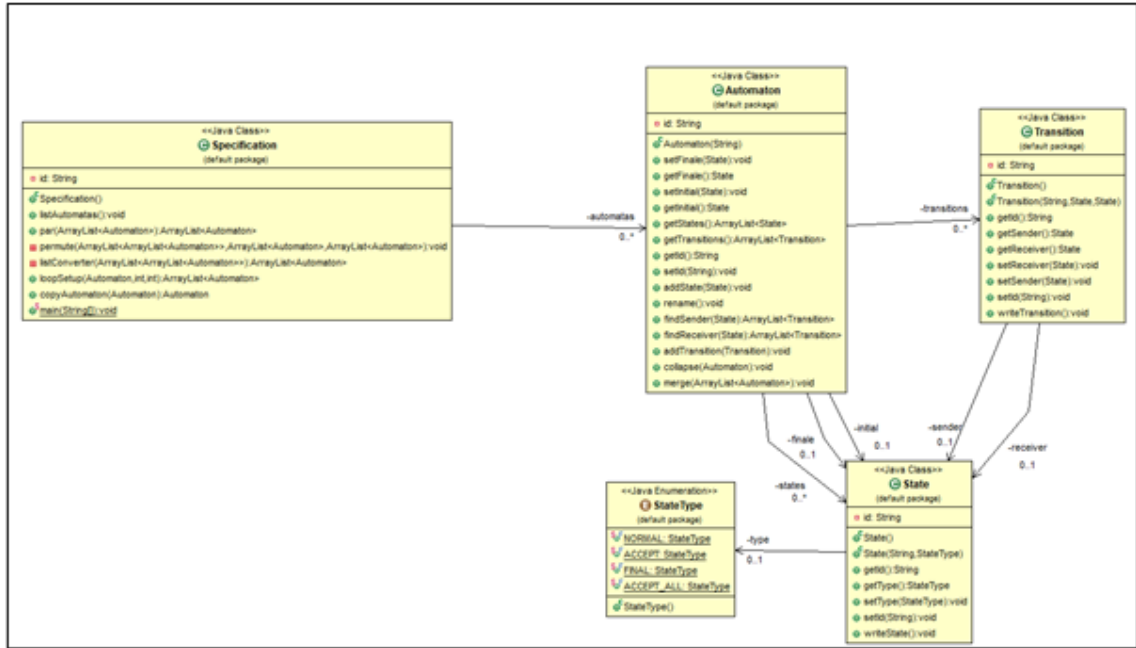 <<Java Class>>
Specification
(default package)
id: String
Specification()
listAutomatas():void
par(ArrayList<Automaton>):ArrayList<Automaton>
permute(ArrayList<ArrayList<Automaton>>,ArrayList<Automaton>,ArrayList<Automaton>):void
listConverter(ArrayList<ArrayList<Automaton>>):ArrayList<Automaton>
loopSetup(Automaton,int,int):ArrayList<Automaton>
copyAutomaton(Automaton):Automaton
main(String[]):void
-automatas
0..*
<<Java Class>>
Automaton
(default package)
id: String
Automaton(String)
setFinale(State):void
getFinale():State
setInitial(State):void
getInitial():State
getStates():ArrayList<State>
getTransitions():ArrayList<Transition>
getId():String
setId(String):void
addState(State):void
rename():void
findSender(State):ArrayList<Transition>
findReceiver(State):ArrayList<Transition>
addTransition(Transition):void
collapse(Automaton):void
merge(ArrayList<Automaton>):void
-transitions
0..*
<<Java Class>>
Transition
(default package)
id: String
Transition()
Transition(String,State,State)
getId():String
getSender():State
getReceiver():State
setReceiver(State):void
setSender(State):void
setId(String):void
writeTransition():void
-finale
0..1
-initial
0..1
-sender
0..1
-receiver
0..1
-states
0..*
<<Java Enumeration>>
StateType
(default package)
NORMAL: StateType
ACCEPT: StateType
FINAL: StateType
ACCEPT_ALL: StateType
StateType()
-type
0..1
<<Java Class>>
State
(default package)
id: String
State()
State(String,StateType)
getId():String
getType():StateType
setType(StateType):void
setId(String):void
writeState():void